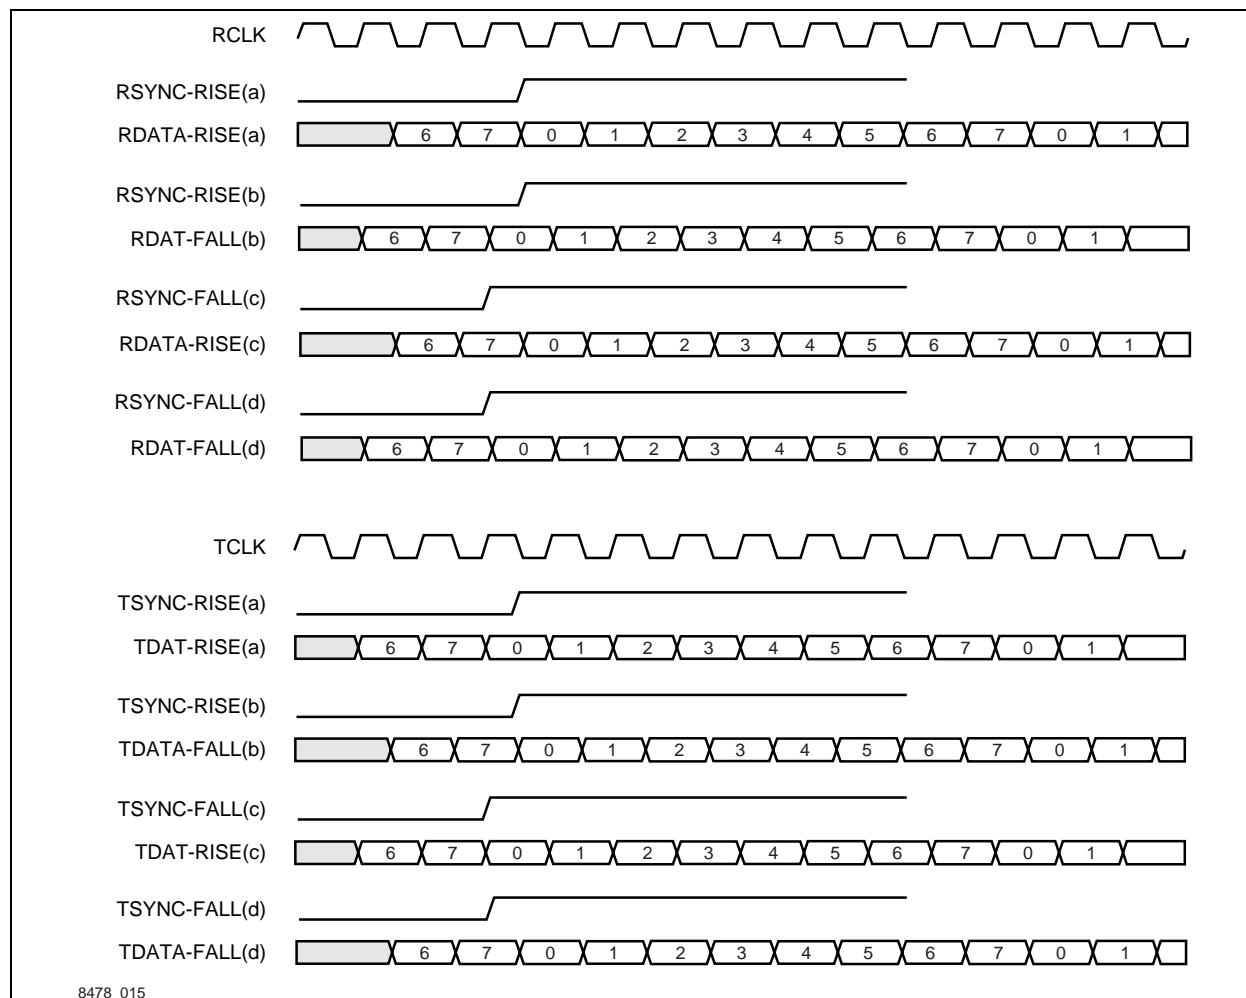 RCLK
RSYNC-RISE(a)
RDATA-RISE(a) 6 7 0 1 2 3 4 5 6 7 0 1
RSYNC-RISE(b)
RDAT-FALL(b) 6 7 0 1 2 3 4 5 6 7 0 1
RSYNC-FALL(c)
RDATA-RISE(c) 6 7 0 1 2 3 4 5 6 7 0 1
RSYNC-FALL(d)
RDAT-FALL(d) 6 7 0 1 2 3 4 5 6 7 0 1
TCLK
TSYNC-RISE(a)
TDAT-RISE(a) 6 7 0 1 2 3 4 5 6 7 0 1
TSYNC-RISE(b)
TDATA-FALL(b) 6 7 0 1 2 3 4 5 6 7 0 1
TSYNC-FALL(c)
TDAT-RISE(c) 6 7 0 1 2 3 4 5 6 7 0 1
TSYNC-FALL(d)
TDATA-FALL(d) 6 7 0 1 2 3 4 5 6 7 0 1
8478_015